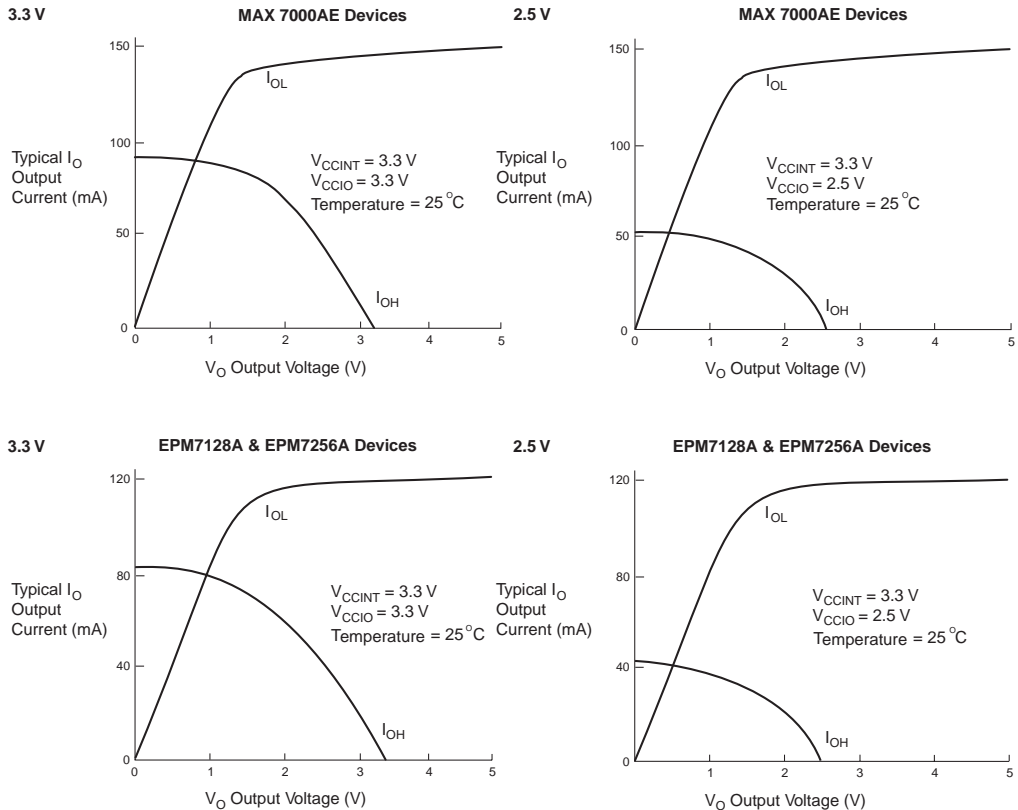 3.3 V
MAX 7000AE Devices
150
100
50
0
0
1
2
3
4
5
I_OL
I_OH
Typical I_O
Output
Current (mA)
V_CCINT = 3.3 V
V_CCIO = 3.3 V
Temperature = 25 °C
V_O Output Voltage (V)
2.5 V
MAX 7000AE Devices
150
100
50
0
0
1
2
3
4
5
I_OL
I_OH
Typical I_O
Output
Current (mA)
V_CCINT = 3.3 V
V_CCIO = 2.5 V
Temperature = 25 °C
V_O Output Voltage (V)
3.3 V
EPM7128A & EPM7256A Devices
120
80
40
0
0
1
2
3
4
5
I_OL
I_OH
Typical I_O
Output
Current (mA)
V_CCINT = 3.3 V
V_CCIO = 3.3 V
Temperature = 25 °C
V_O Output Voltage (V)
2.5 V
EPM7128A & EPM7256A Devices
120
80
40
0
0
1
2
3
4
5
I_OL
I_OH
Typical I_O
Output
Current (mA)
V_CCINT = 3.3 V
V_CCIO = 2.5 V
Temperature = 25 °C
V_O Output Voltage (V)